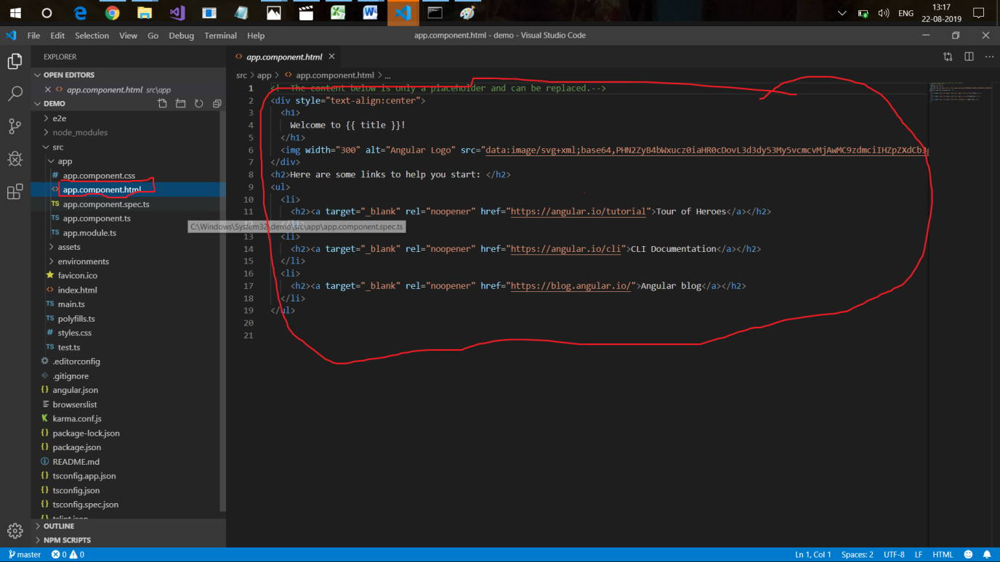 13:17
ENG
22-08-2019
File Edit Selection View Go Debug Terminal Help
app.component.html - demo - Visual Studio Code
EXPLORER
OPEN EDITORS
app.component.html src\app
DEMO
e2e
node_modules
src
app
app.component.css
app.component.html
TS app.component.spec.ts
TS app.component.ts
TS app.module.ts
assets
environments
favicon.ico
index.html
TS main.ts
TS polyfills.ts
# styles.css
TS test.ts
.editorconfig
.gitignore
angular.json
browserslist
karma.conf.js
package-lock.json
package.json
README.md
tsconfig.app.json
tsconfig.json
tsconfig.spec.json
tslint.json
OUTLINE
NPM SCRIPTS
app.component.html
src > app > app.component.html > ...
1 <!-- The content below is only a placeholder and can be replaced.-->
2 <div style="text-align:center">
3 <h1>
4 Welcome to {{ title }}!
5 </h1>
6 <img width="300" alt="Angular Logo" src="data:image/svg+xml;base64,
7 </div>
8 <h2>Here are some links to help you start: </h2>
9 <ul>
10 <li>
11 <h2><a target="_blank" rel="noopener" href="https://angular.io/tutorial">Tour of Heroes</a></h2>
12 </li>
C:\Windows\System32\demo\src\app\app.component.spec.ts
13 <li>
14 <h2><a target="_blank" rel="noopener" href="https://angular.io/cli">CLI Documentation</a></h2>
15 </li>
16 <li>
17 <h2><a target="_blank" rel="noopener" href="https://blog.angular.io/">Angular blog</a></h2>
18 </li>
19 </ul>
20
21
master 0 0
Ln 1, Col 1 Spaces: 2 UTF-8 LF HTML